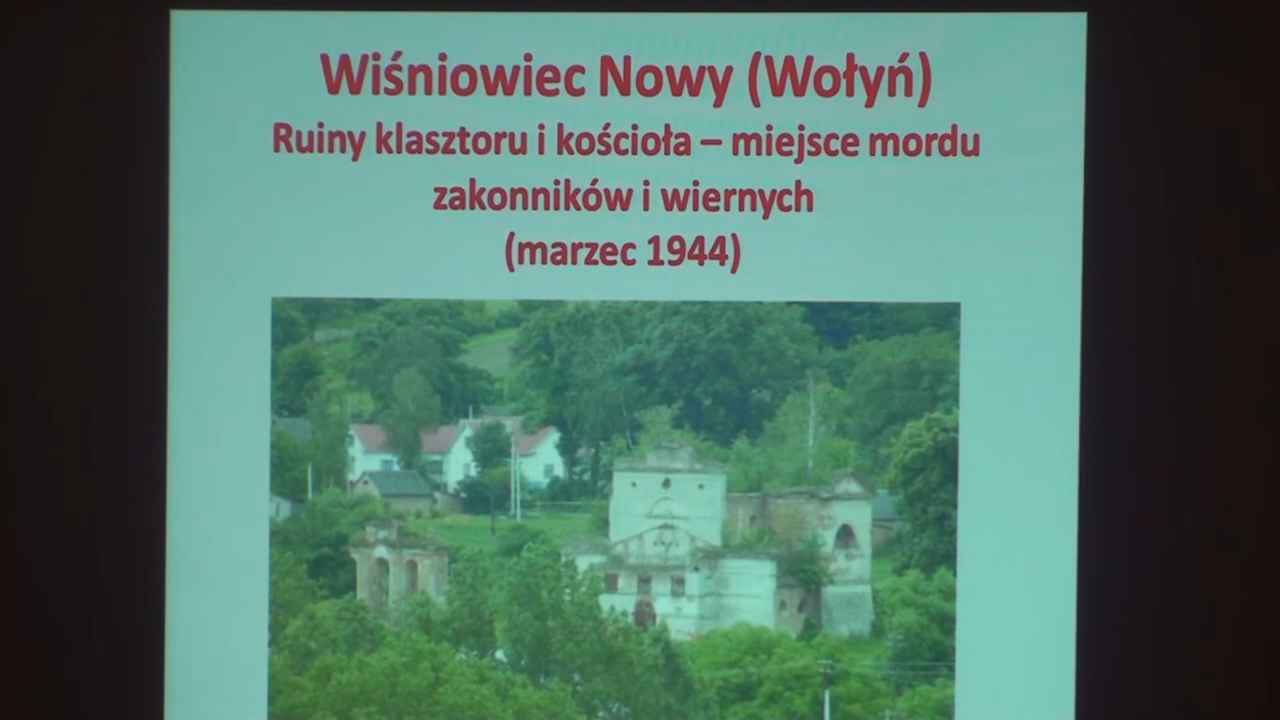 Wiśniowiec Nowy (Wołyń)
Ruiny klasztoru i kościoła – miejsce mordu
zakonników i wiernych
(marzec 1944)